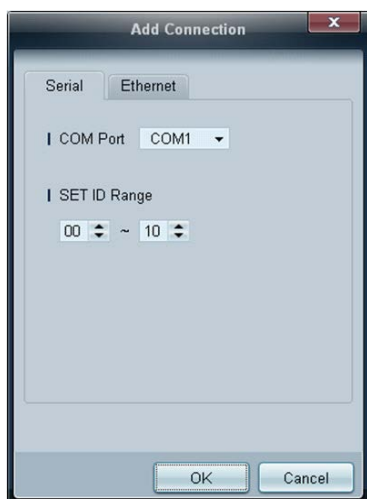 Add Connection
Serial Ethernet
COM Port COM1
SET ID Range
00 ~ 10
OK Cancel